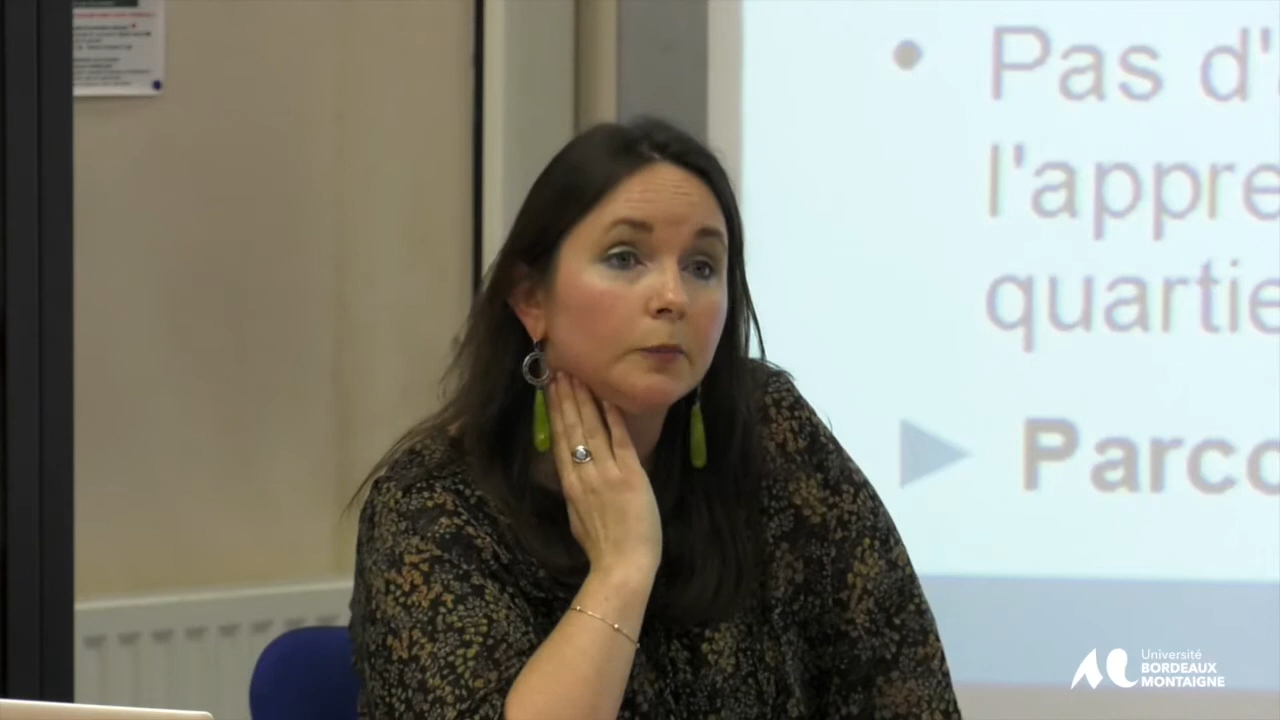 • Pas d'
l'appre
quartie
► Parco
Université
BORDEAUX
MONTAIGNE